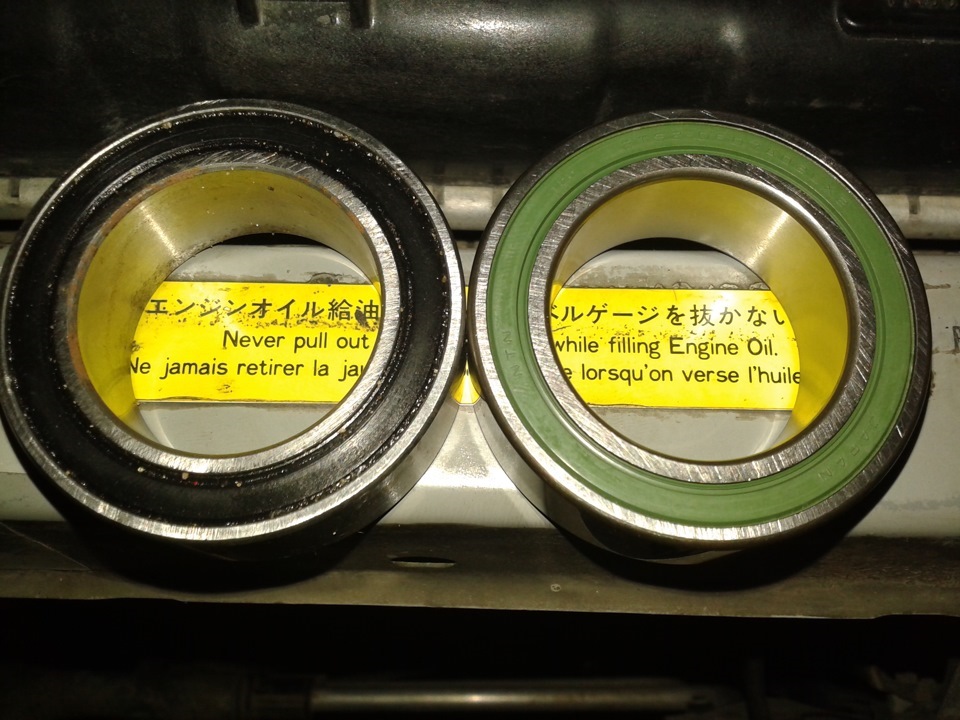 エンジンオイル給油 ベルゲージを抜かない
Never pull out while filling Engine Oil.
Ne jamais retirer la lorsqu'on verse l'huile